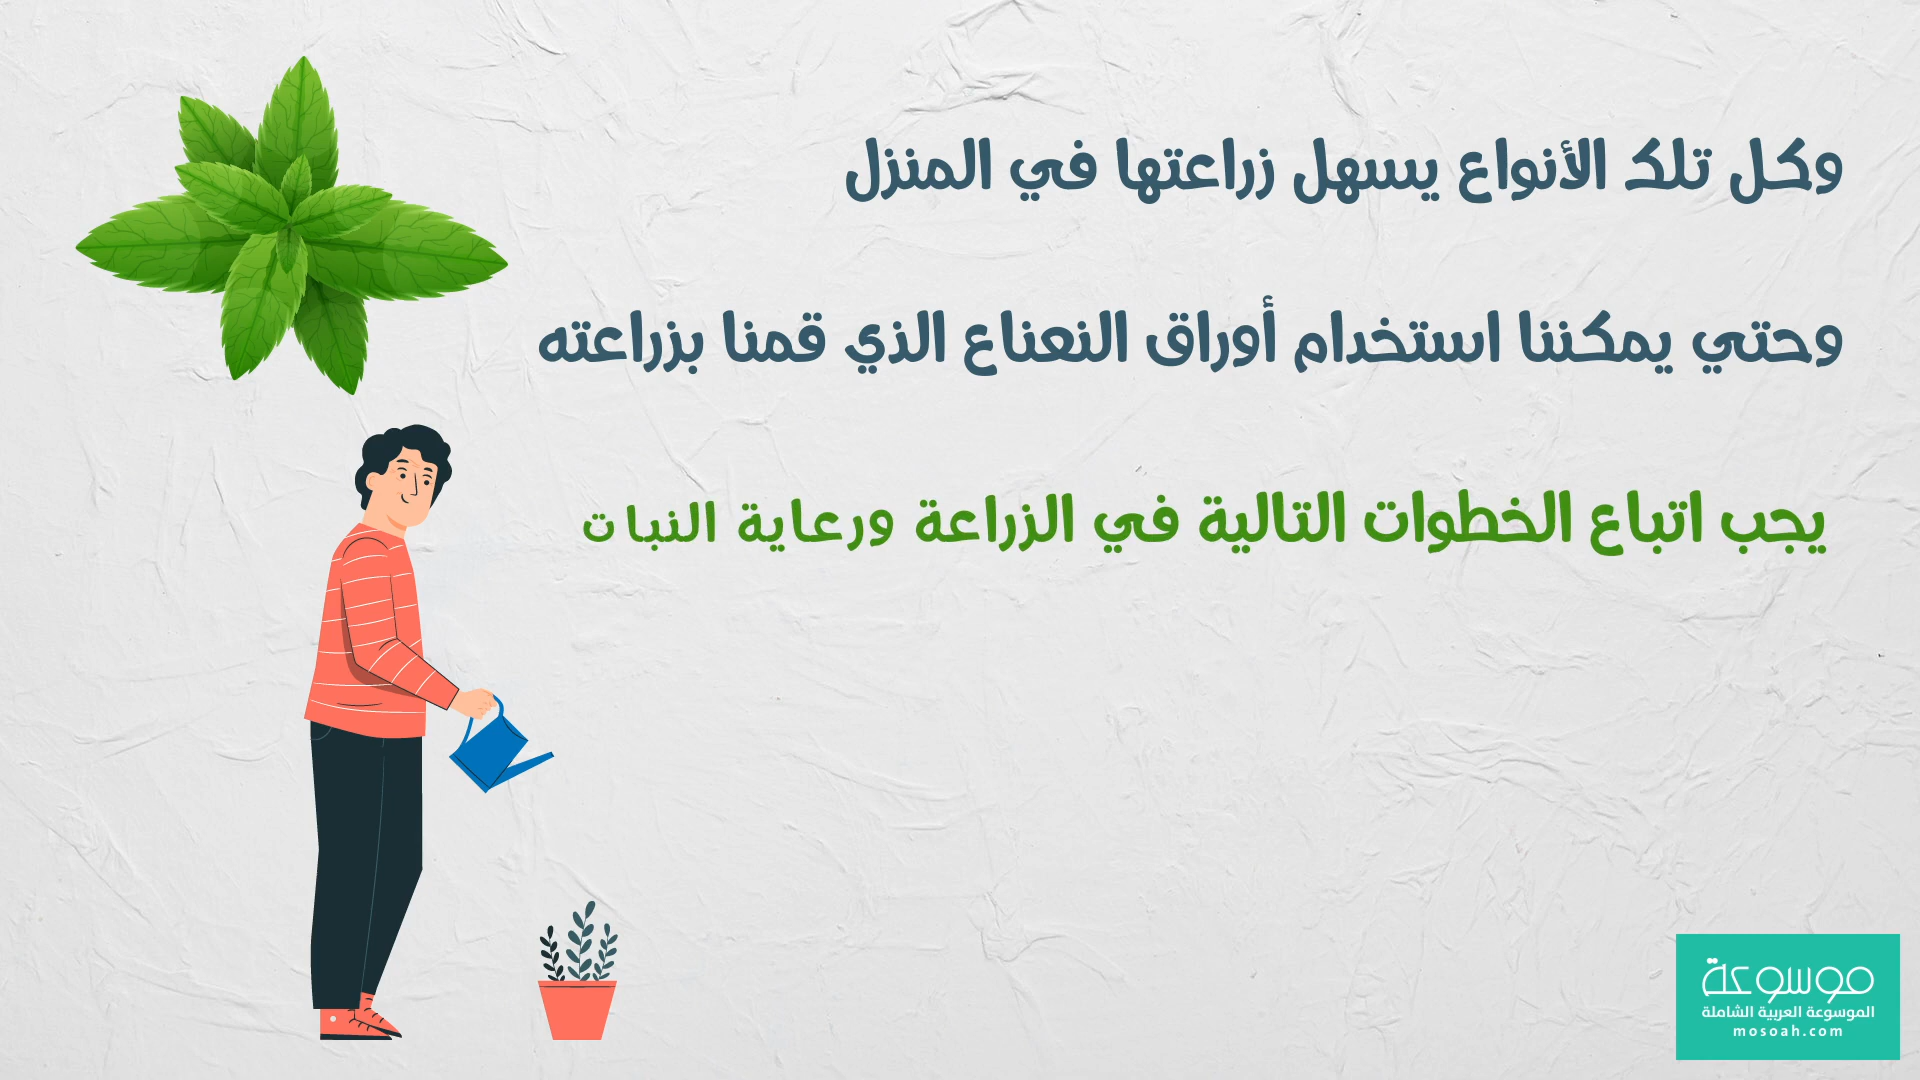 وكل تلك الأنواع يسهل زراعتها في المنزل
وحتي يمكننا استخدام أوراق النعناع الذي قمنا بزراعته
يجب اتباع الخطوات التالية في الزراعة ورعاية النبات
موسوعة
الموسوعة العربية الشاملة
mosoah.com